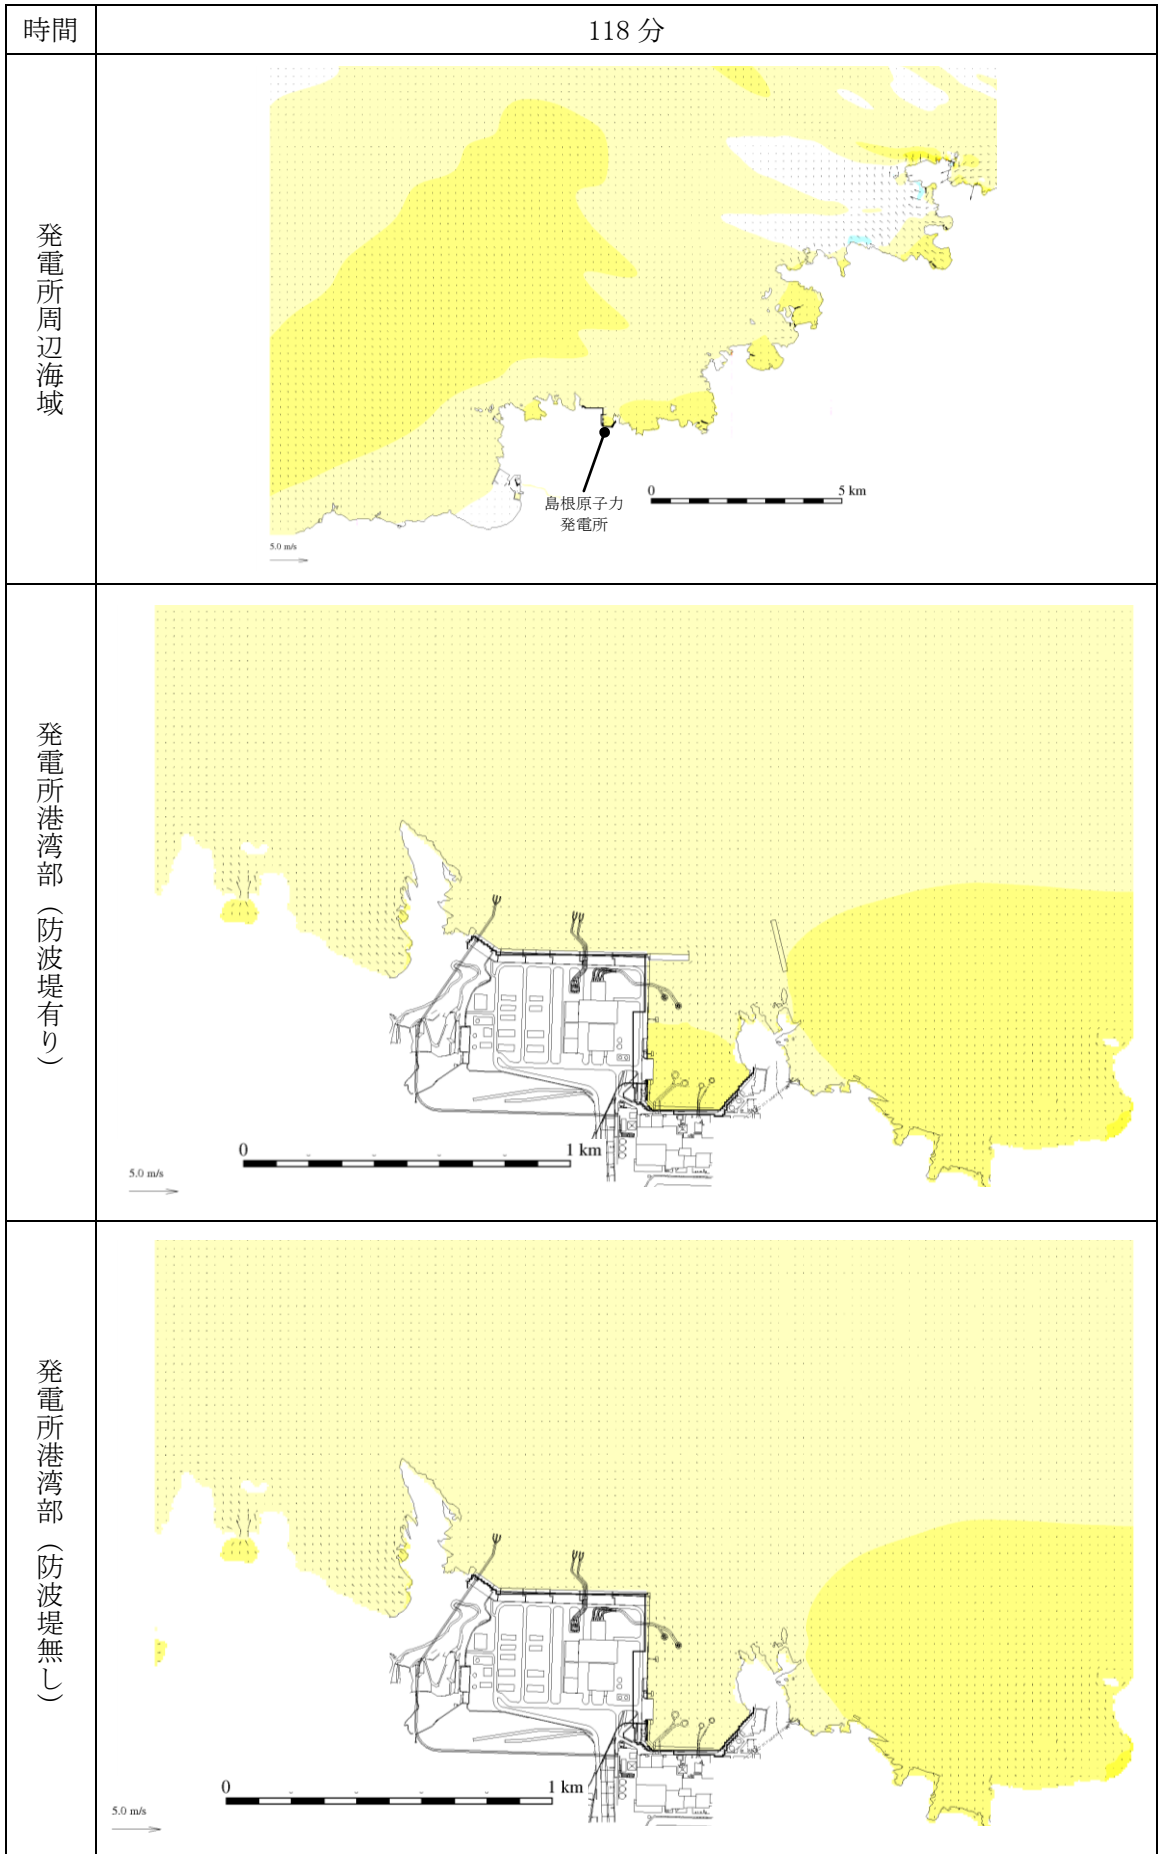 時間
118 分
発電所周辺海域
島根原子力
発電所
0
5 km
5.0 m/s
発電所港湾部（防波堤有り）
0
1 km
5.0 m/s
発電所港湾部（防波堤無し）
0
1 km
5.0 m/s